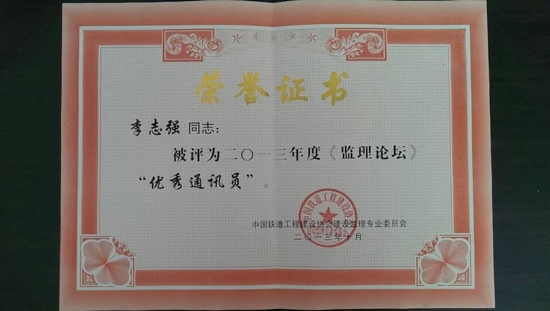 荣誉证书
李志强 同志:
被评为二〇一三年度《监理论坛》
“优秀通讯员”。
中国铁道工程建设协会建设监理专业委员会
二〇一三年十月